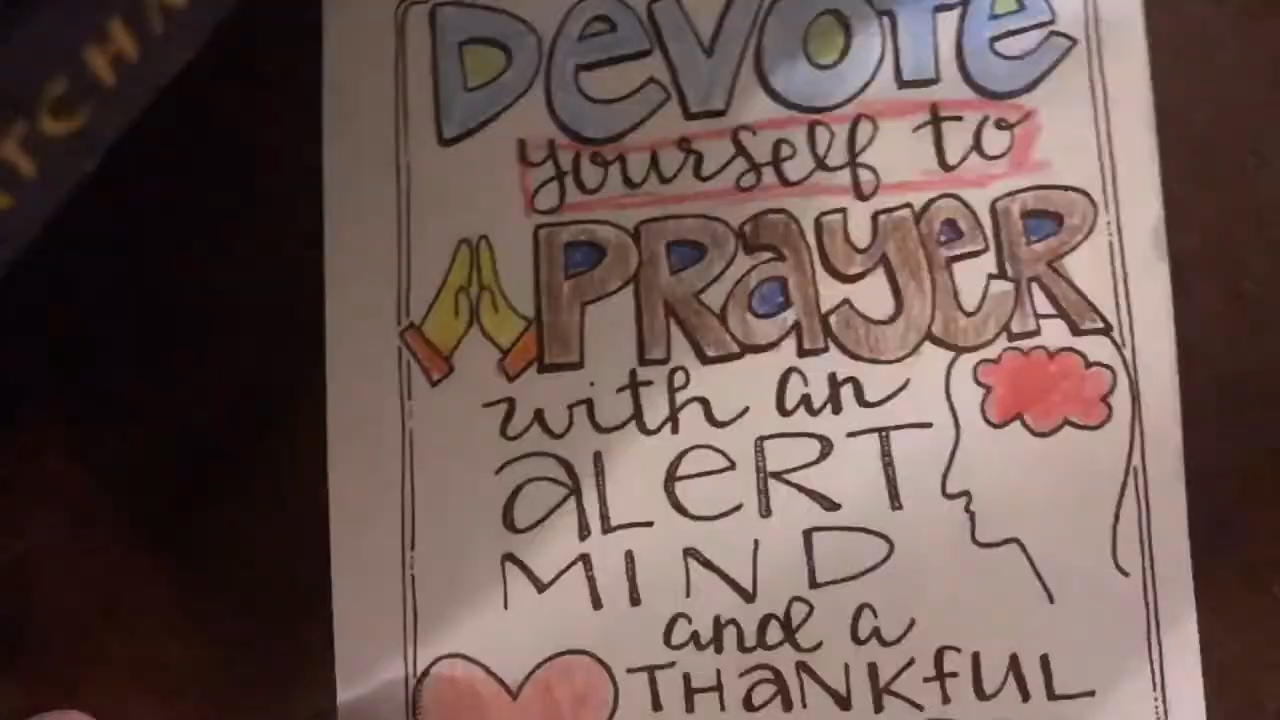 DeVOTe
yourself to
PRayeR
with an
aLeRT
MIND
and a
THaNKfUL